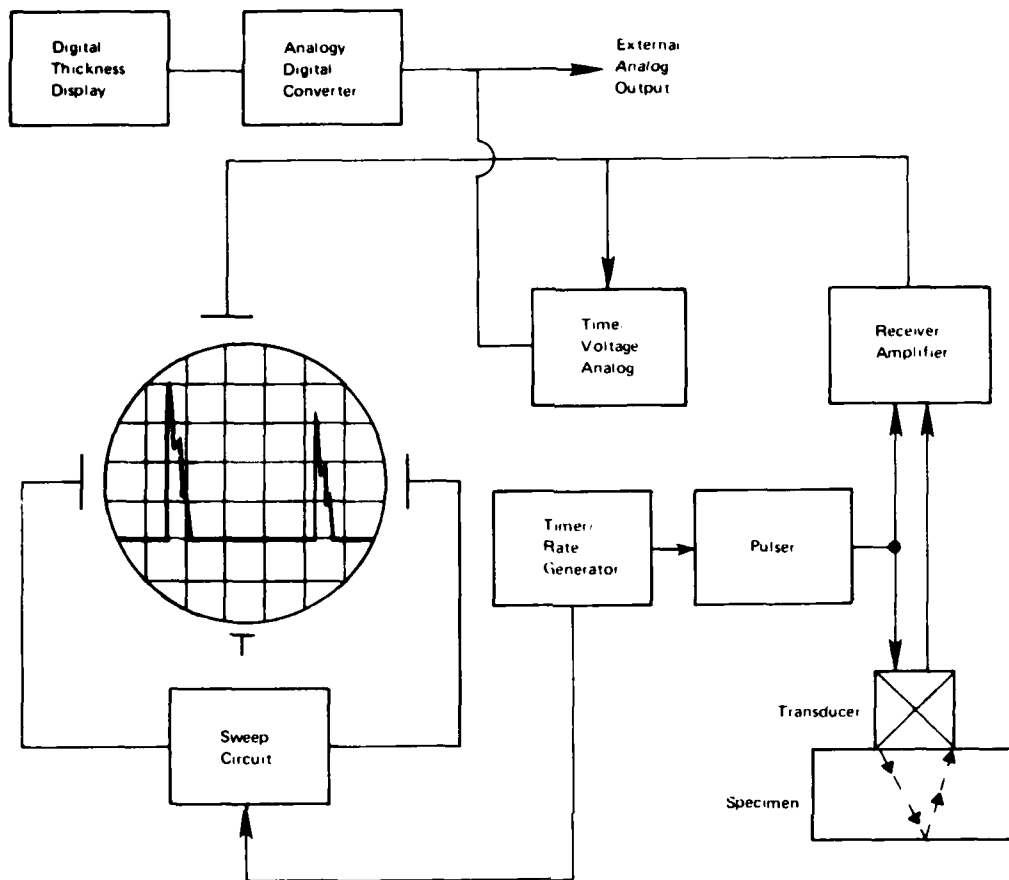 Digital
Thickness
Display
Analogy
Digital
Converter
External
Analog
Output
Time/
Voltage
Analog
Receiver
Amplifier
Timer/
Rate
Generator
Pulser
Transducer
Sweep
Circuit
Specimen